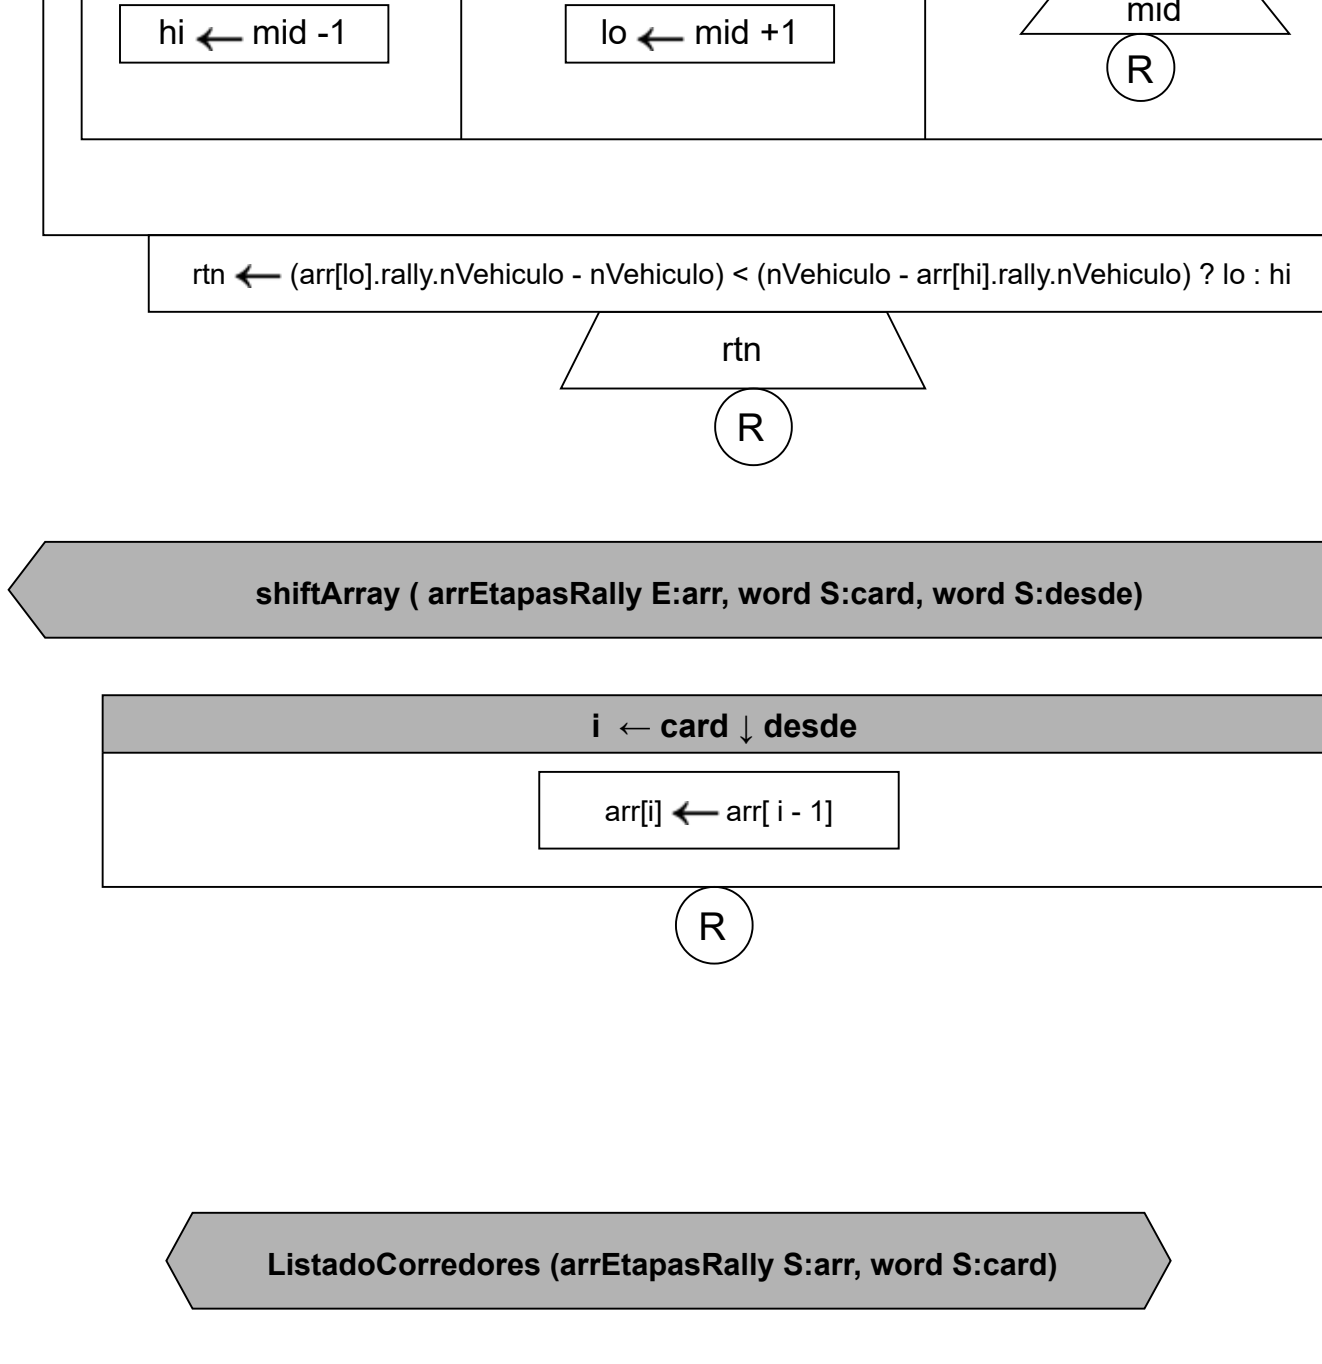 hi ← mid -1
lo ← mid +1
mid
R
rtn ← (arr[lo].rally.nVehiculo - nVehiculo) < (nVehiculo - arr[hi].rally.nVehiculo) ? lo : hi
rtn
R
shiftArray ( arrEtapasRally E:arr, word S:card, word S:desde)
i ← card ↓ desde
arr[i] ← arr[ i - 1]
R
ListadoCorredores (arrEtapasRally S:arr, word S:card)